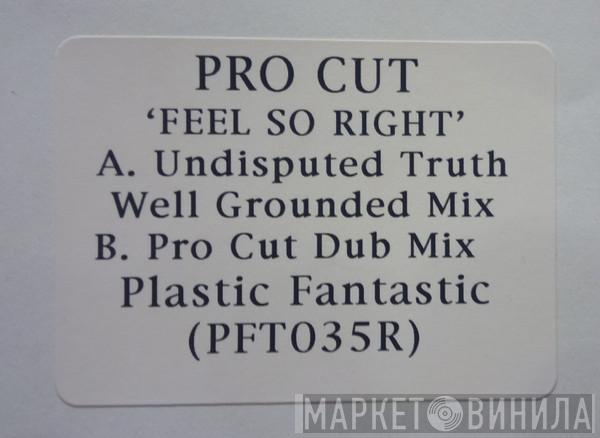 PRO CUT
‘FEEL SO RIGHT’
A. Undisputed Truth
Well Grounded Mix
B. Pro Cut Dub Mix
Plastic Fantastic
(PFT035R)
МАРКЕТ ВИНИЛА